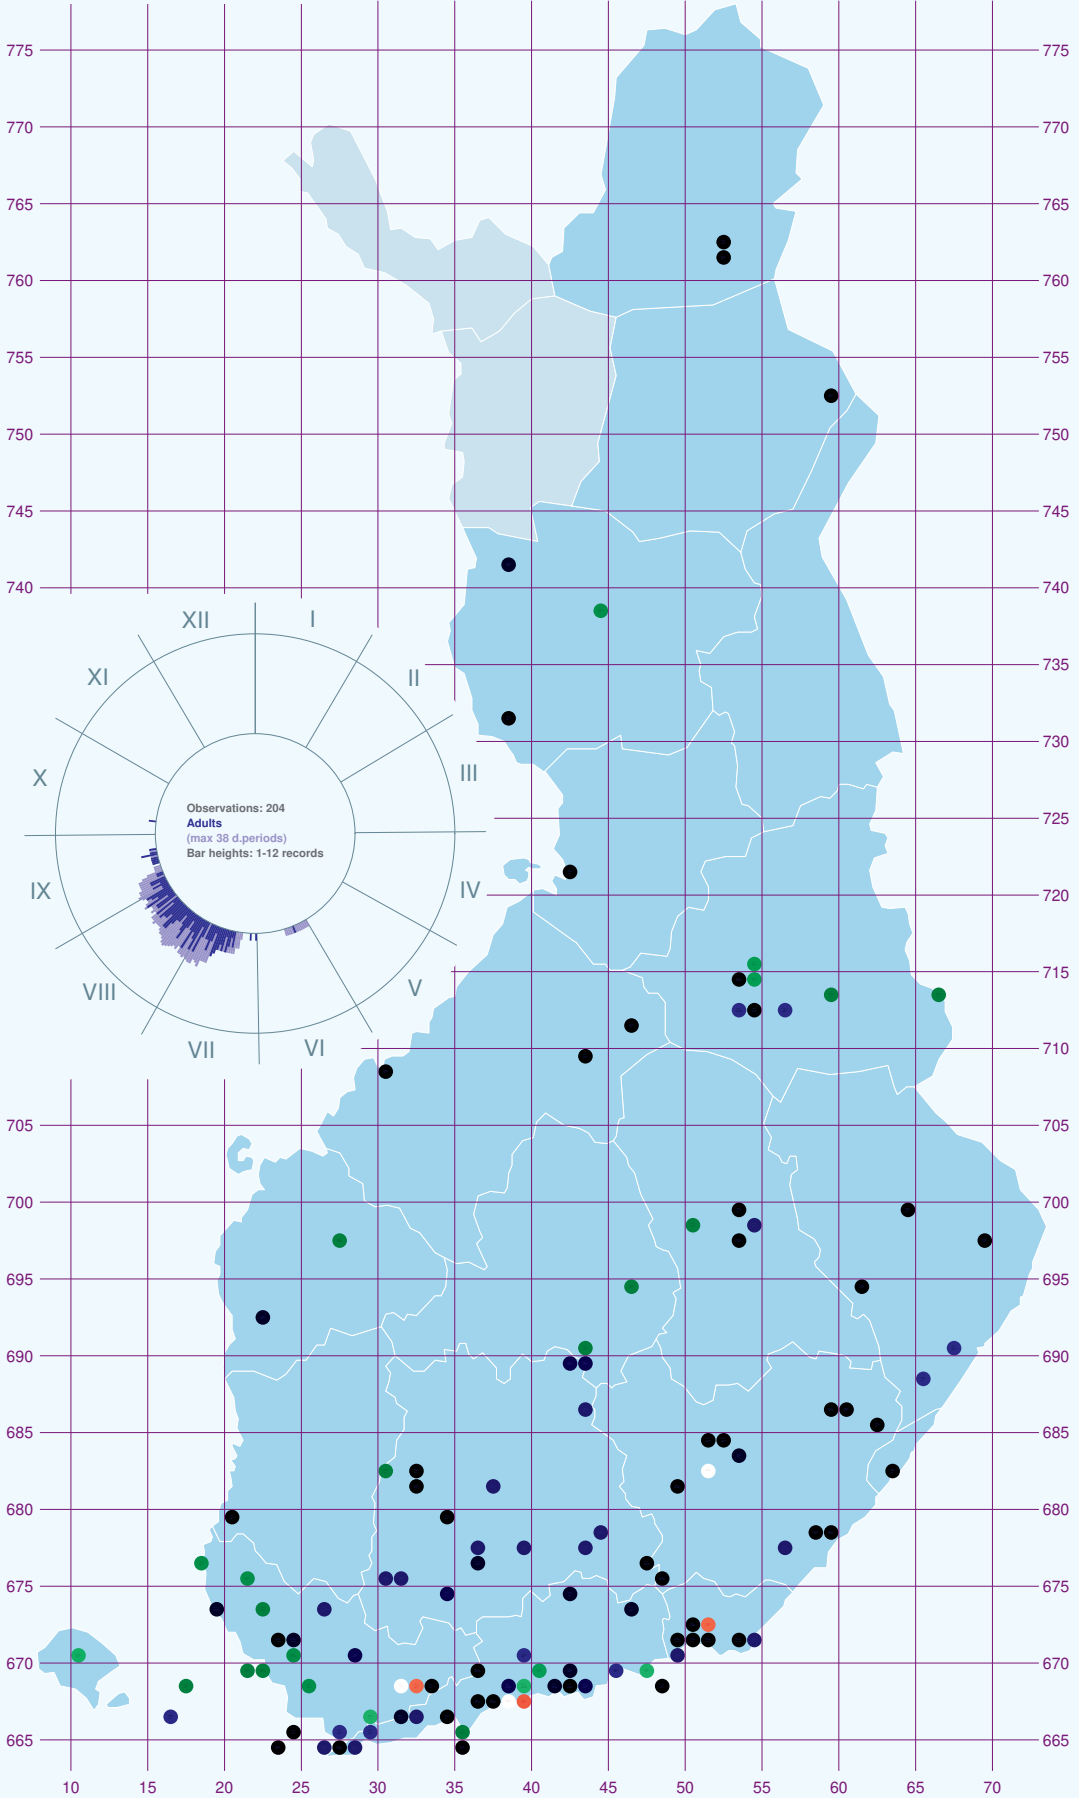 775 775
770 770
765 765
760 760
755 755
750 750
745 745
740 740
XII I
XI II
735 735
730 730
X III
725 725
Observations: 204
Adults
(max 38 d.periods)
Bar heights: 1-12 records
IX IV
720 720
715 715
VIII V
VII VI
710 710
705 705
700 700
695 695
690 690
685 685
680 680
675 675
670 670
665 665
10 15 20 25 30 35 40 45 50 55 60 65 70